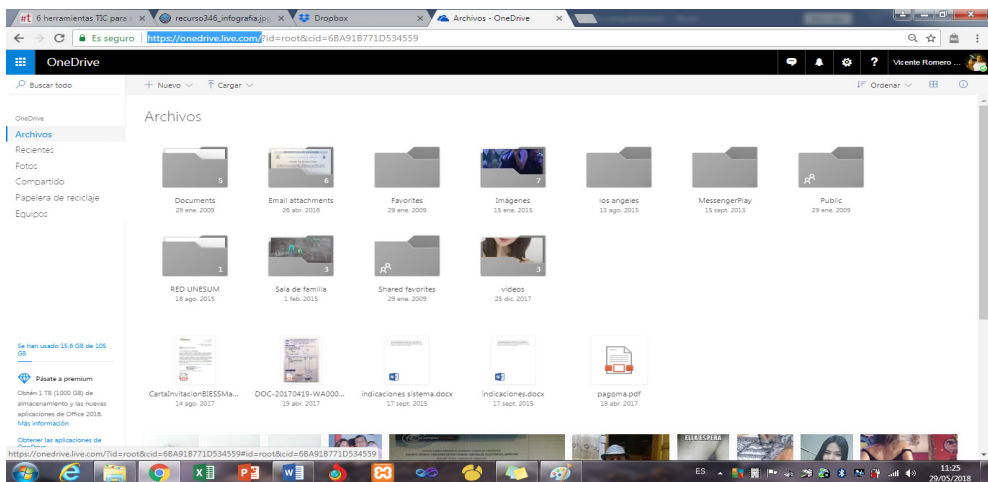 6 herramientas TIC para
recurso346_infografia.jpg
Dropbox
Archivos - OneDrive
Es seguro
https://onedrive.live.com/?id=root&cid=6BA91B771D534559
OneDrive
Vicente Romero ...
Buscar todo
Nuevo
Cargar
Ordenar
OneDrive
Archivos
Recientes
Fotos
Compartido
Papelera de reciclaje
Equipos
Archivos
5
6
7
Documents
Email attachments
Favorites
Imágenes
los angeles
MessengerPlay
Public
29 ene. 2009
26 abr. 2016
29 ene. 2009
15 ene. 2015
13 ago. 2015
15 sept. 2013
29 ene. 2009
1
3
3
RED UNESUM
Sala de familia
Shared favorites
videos
18 ago. 2015
1 feb. 2015
29 ene. 2009
25 dic. 2017
CartaInvitacionBIESSMa...
DOC-20170419-WA000...
indicaciones sistema.docx
indicaciones.docx
pagoma.pdf
14 ago. 2017
19 abr. 2017
17 sept. 2015
17 sept. 2015
19 abr. 2017
Se han usado 15,6 GB de 105
GB
Pásate a premium
Obtén 1 TB (1000 GB) de
almacenamiento y las nuevas
aplicaciones de Office 2016.
Más información
Obtener las aplicaciones de
OneDrive
https://onedrive.live.com/?id=root&cid=6BA91B771D534559#id=root&cid=6BA91B771D534559
ELLA ESPERA
ES
11:25
29/05/2018